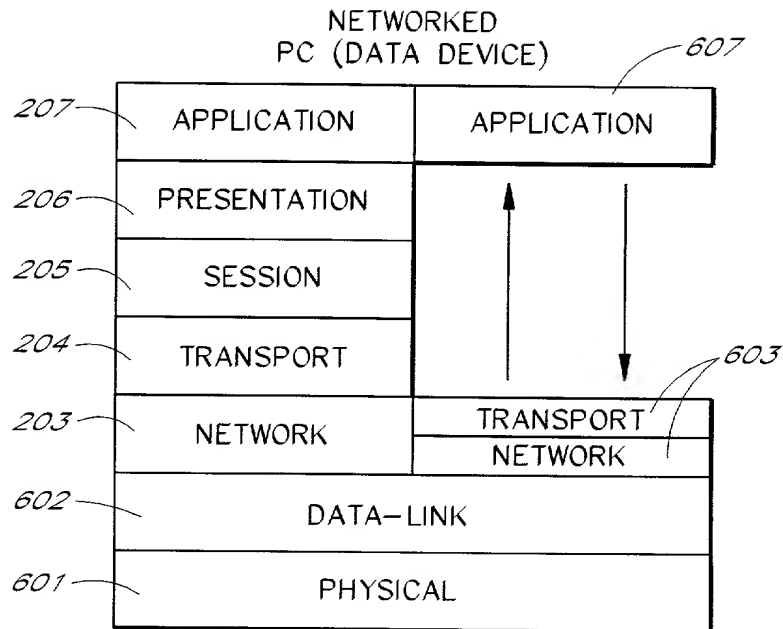 NETWORKED
PC (DATA DEVICE)
607
207
APPLICATION
APPLICATION
206
PRESENTATION
205
SESSION
204
TRANSPORT
603
203
NETWORK
TRANSPORT
NETWORK
602
DATA-LINK
601
PHYSICAL